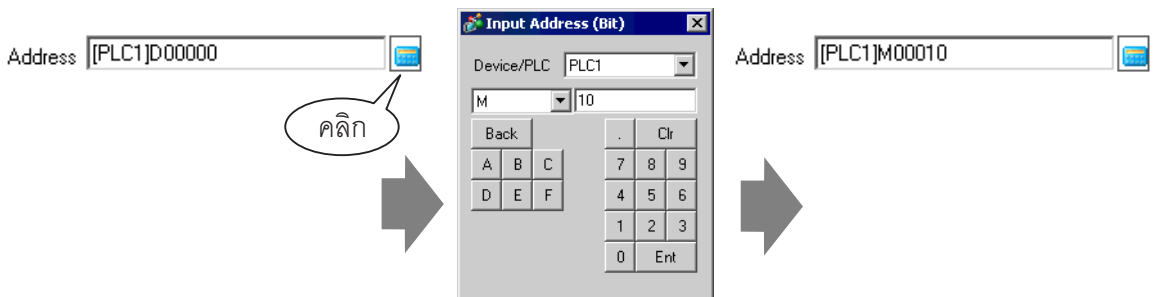 Address [PLC1]D00000
คลิก
Input Address (Bit)
Device/PLC PLC1
M 10
Back . Clr
A B C 7 8 9
D E F 4 5 6
1 2 3
0 Ent
Address [PLC1]M00010